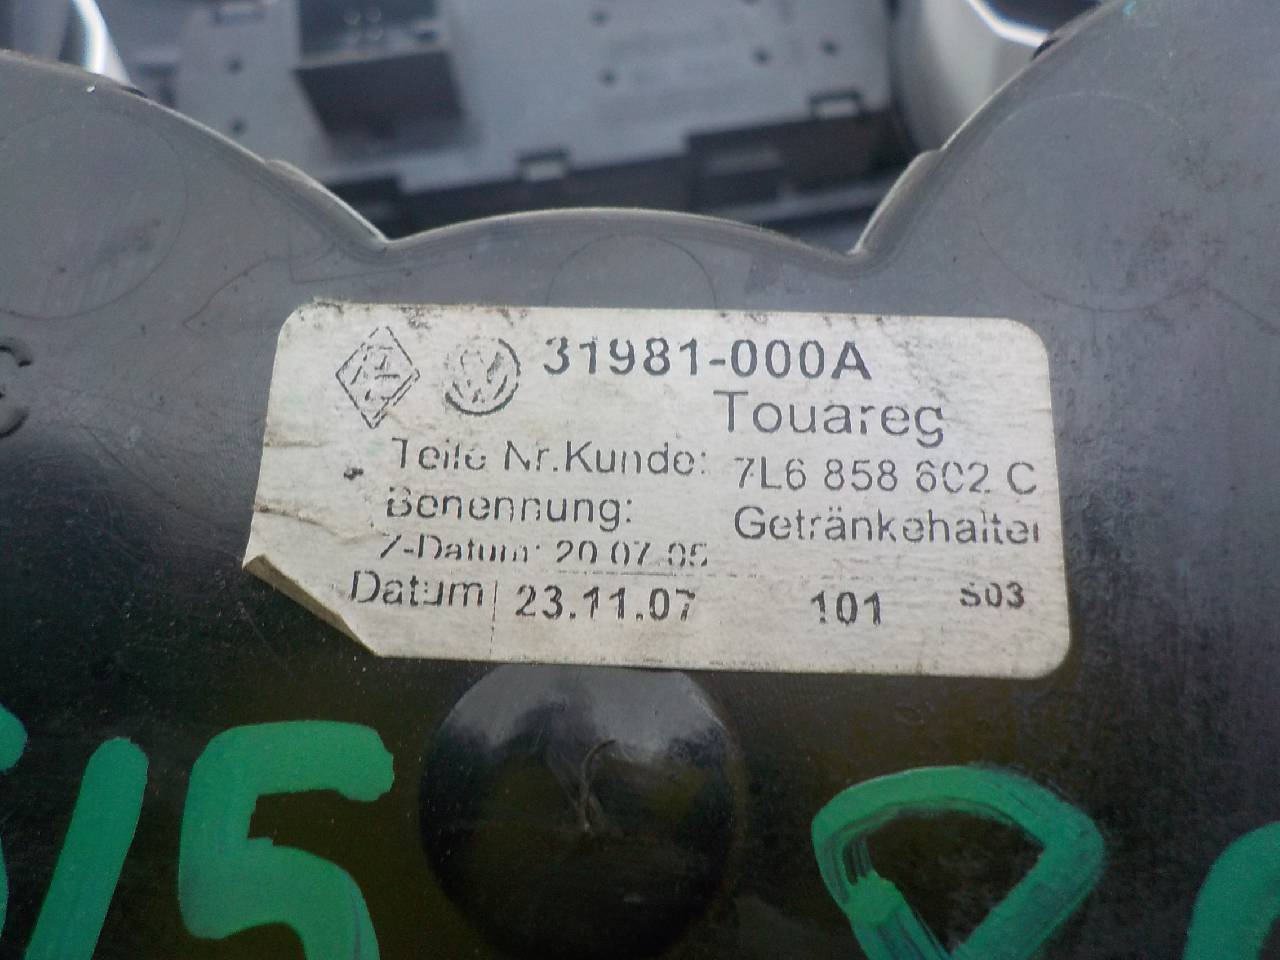 31981-000A
Touareg
Teile Nr.Kunde: 7L6 858 602 C
Benennung: Getränkehalter
Z-Datum: 20.07.05
Datum 23.11.07 101 S03
515